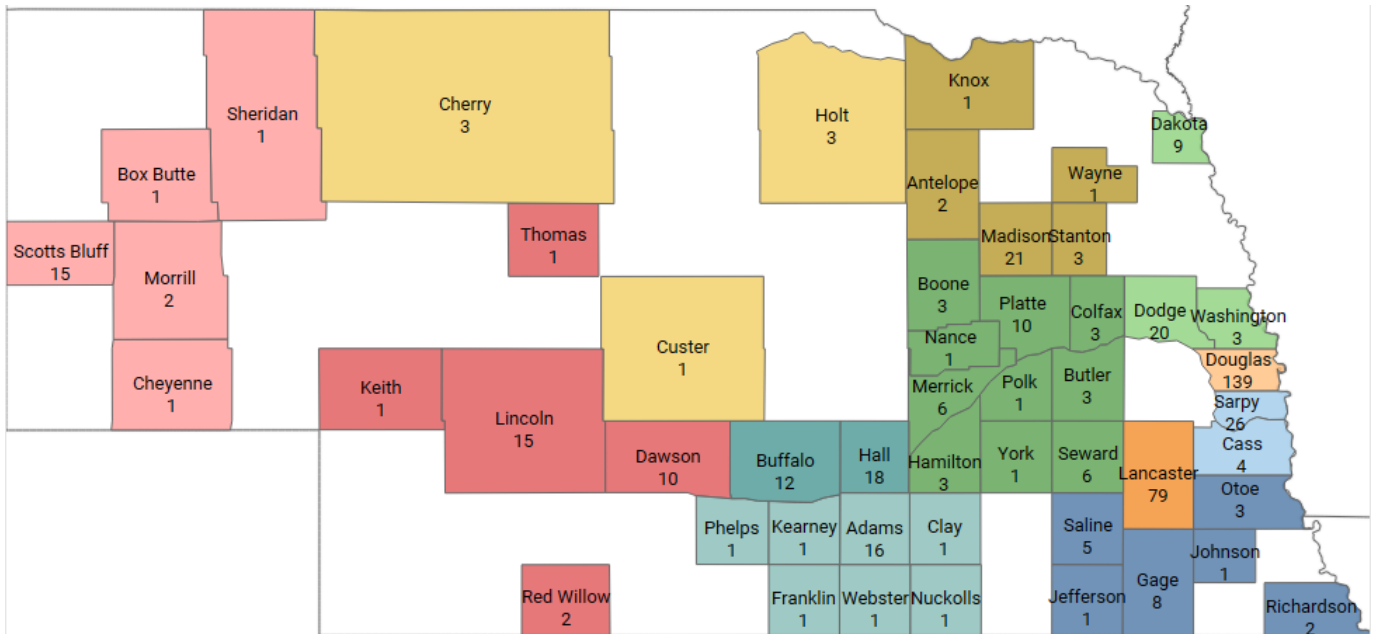 Knox
1
Cherry
3
Sheridan
1
Holt
3
Dakota
9
Box Butte
1
Wayne
1
Antelope
2
Thomas
1
Madison
21
Stanton
3
Scotts Bluff
15
Morrill
2
Boone
3
Platte
10
Colfax
3
Dodge
20
Washington
3
Nance
1
Custer
1
Douglas
139
Cheyenne
1
Keith
1
Lincoln
15
Merrick
6
Polk
1
Butler
3
Sarpy
26
Cass
4
Dawson
10
Buffalo
12
Hall
18
Hamilton
3
York
1
Seward
6
Lancaster
79
Otoe
3
Phelps
1
Kearney
1
Adams
16
Clay
1
Saline
5
Johnson
1
Gage
8
Red Willow
2
Franklin
1
Webster
1
Nuckolls
1
Jefferson
1
Richardson
2